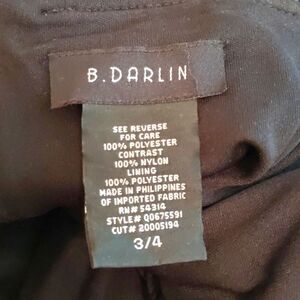 B. DARLIN
SEE REVERSE
FOR CARE
100% POLYESTER
CONTRAST
100% NYLON
LINING
100% POLYESTER
MADE IN PHILIPPINES
OF IMPORTED FABRIC
RN# 54314
STYLE# Q0675591
CUT# 20005194
3/4